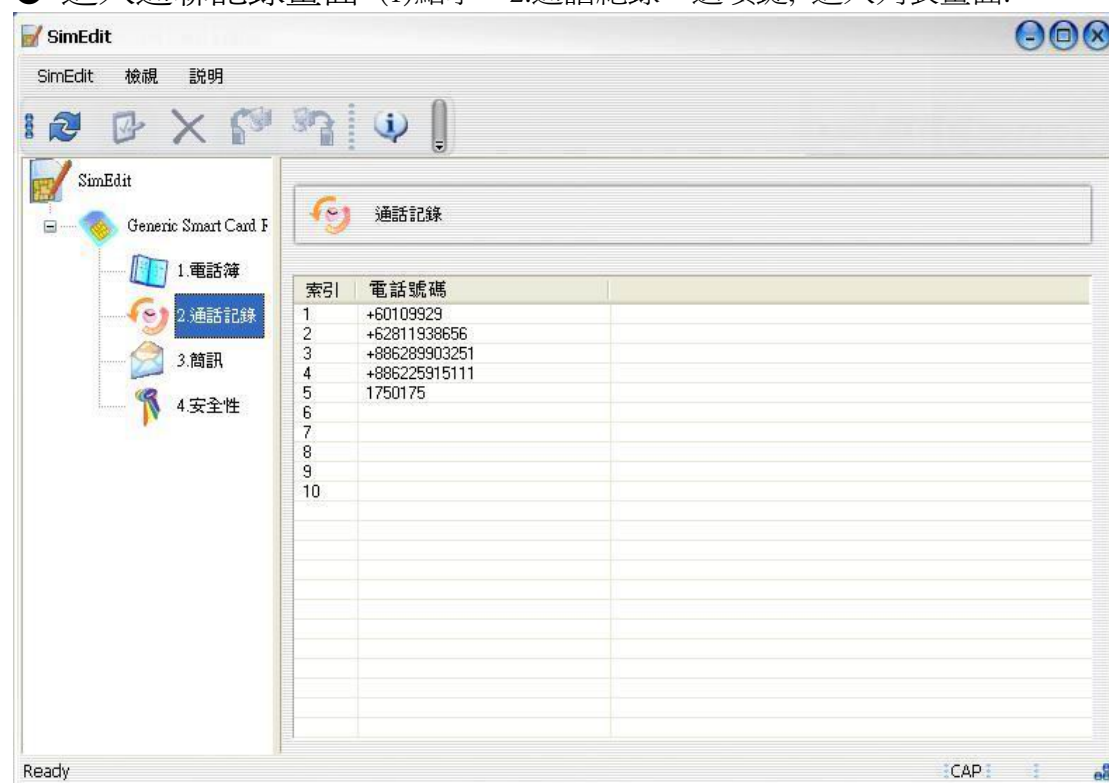 SimEdit
SimEdit 檢視 説明
SimEdit
Generic Smart Card F
1.電話簿
2.通話記錄
3.簡訊
4.安全性
通話記錄
索引 電話號碼
1 +60109929
2 +62811938656
3 +886289903251
4 +886225915111
5 1750175
6
7
8
9
10
Ready CAP